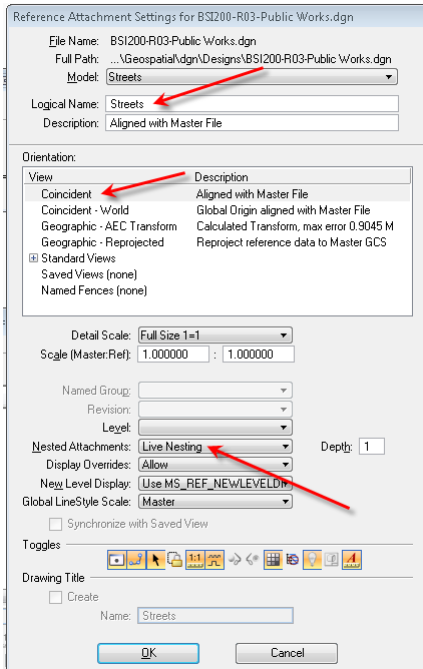 Reference Attachment Settings for BSI200-R03-Public Works.dgn
File Name: BSI200-R03-Public Works.dgn
Full Path: ...\Geospatial\dgn\Designs\BSI200-R03-Public Works.dgn
Model: Streets
Logical Name: Streets
Description: Aligned with Master File
Orientation:
View Description
Coincident Aligned with Master File
Coincident - World Global Origin aligned with Master File
Geographic - AEC Transform Calculated Transform, max error 0.9045 M
Geographic - Reprojected Reproject reference data to Master GCS
Standard Views
Saved Views (none)
Named Fences (none)
Detail Scale: Full Size 1=1
Scale (Master:Ref): 1.000000 : 1.000000
Named Group:
Revision:
Level:
Nested Attachments: Live Nesting Depth: 1
Display Overrides: Allow
New Level Display: Use MS_REF_NEWLEVELDI
Global LineStyle Scale: Master
Synchronize with Saved View
Toggles
1:1 A
Drawing Title
Create
Name: Streets
OK Cancel